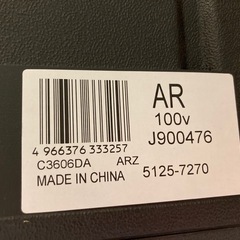 AR
100v
J900476
4 966376 333257
C3606DA ARZ
MADE IN CHINA 5125-7270